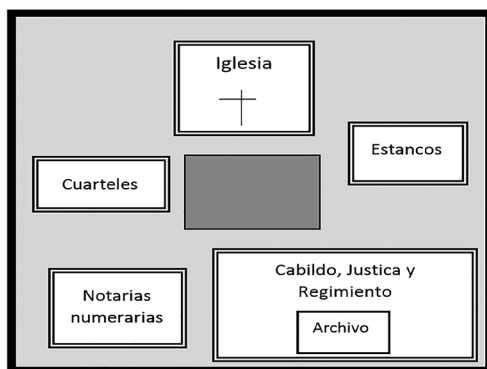 Iglesia
Estancos
Cuarteles
Cabildo, Justica y
Regimiento
Archivo
Notarias
numerarias